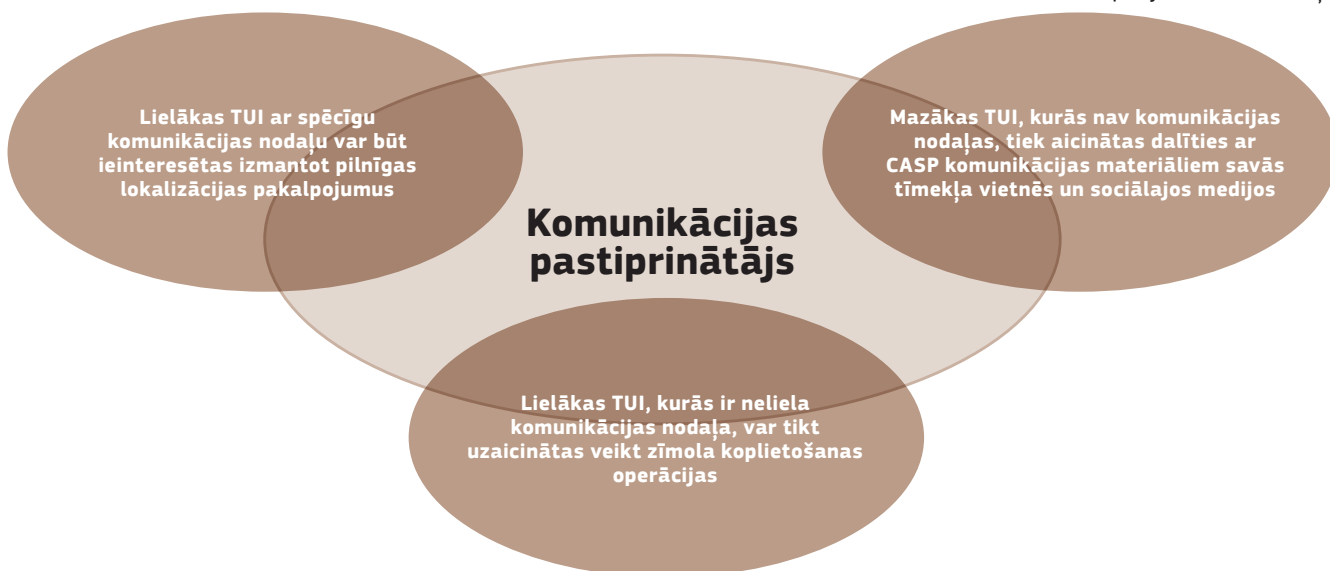 Lielākas TUI ar spēcīgu
komunikācijas nodaļu var būt
ieinteresētas izmantot pilnīgas
lokalizācijas pakalpojumus
Mazākas TUI, kurās nav komunikācijas
nodaļas, tiek aicinātas dalīties ar
CASP komunikācijas materiāliem savās
tīmekļa vietnēs un sociālajos medijos
Komunikācijas
pastiprinātājs
Lielākas TUI, kurās ir neliela
komunikācijas nodaļa, var tikt
uzaicinātas veikt zīmola koplietošanas
operācijas